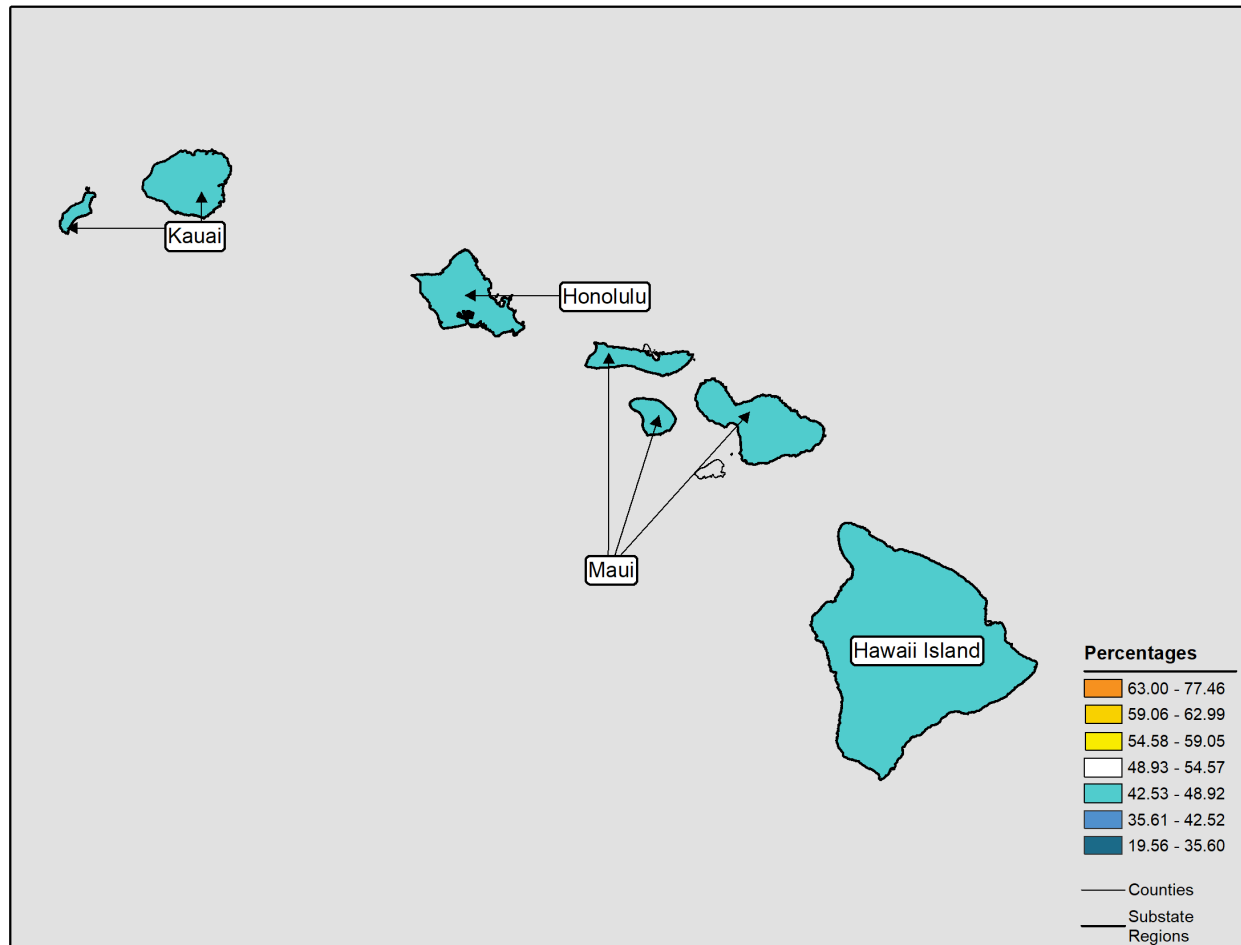 Kauai
Honolulu
Maui
Hawaii Island
Percentages
63.00 - 77.46
59.06 - 62.99
54.58 - 59.05
48.93 - 54.57
42.53 - 48.92
35.61 - 42.52
19.56 - 35.60
Counties
Substate
Regions